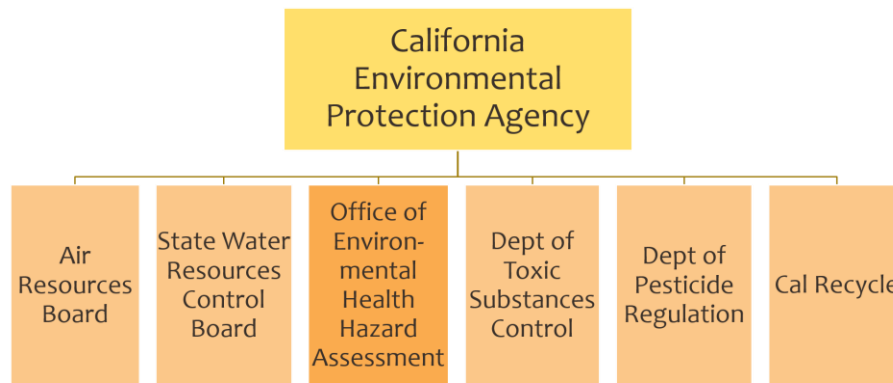 California
Environmental
Protection Agency
Air
Resources
Board
State Water
Resources
Control
Board
Office of
Environ-
mental
Health
Hazard
Assessment
Dept of
Toxic
Substances
Control
Dept of
Pesticide
Regulation
Cal Recycle